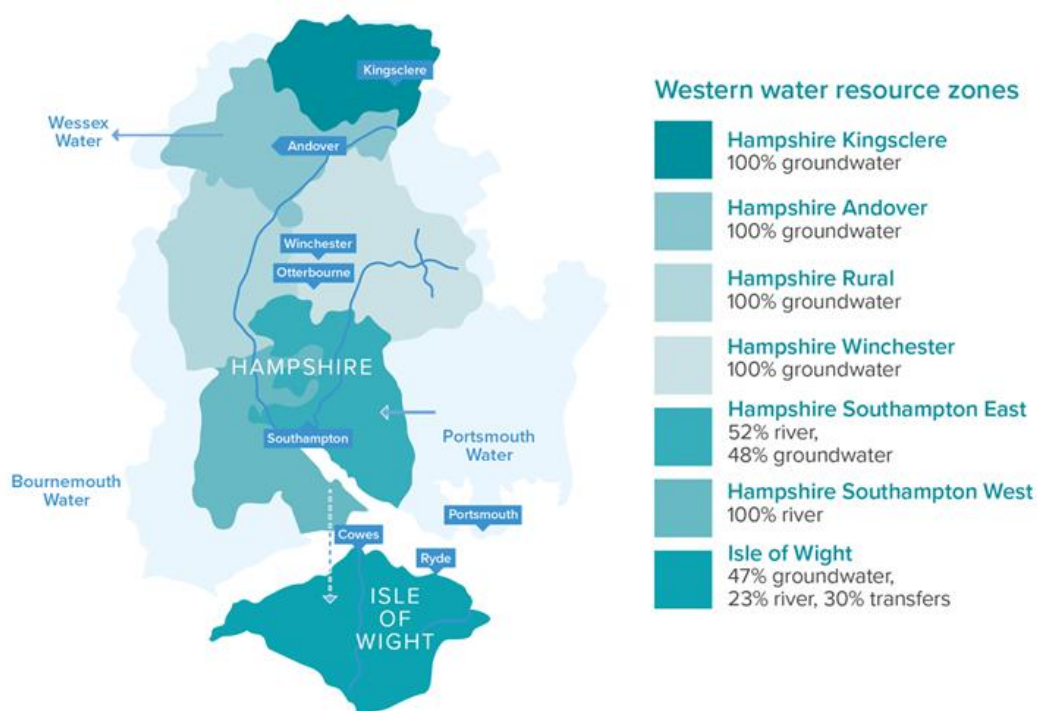 Kingsclere
Wessex
Water
Andover
Winchester
Otterbourne
HAMPSHIRE
Southampton
Portsmouth
Water
Bournemouth
Water
Portsmouth
Cowes
Ryde
ISLE
OF
WIGHT
Western water resource zones
Hampshire Kingsclere
100% groundwater
Hampshire Andover
100% groundwater
Hampshire Rural
100% groundwater
Hampshire Winchester
100% groundwater
Hampshire Southampton East
52% river,
48% groundwater
Hampshire Southampton West
100% river
Isle of Wight
47% groundwater,
23% river, 30% transfers